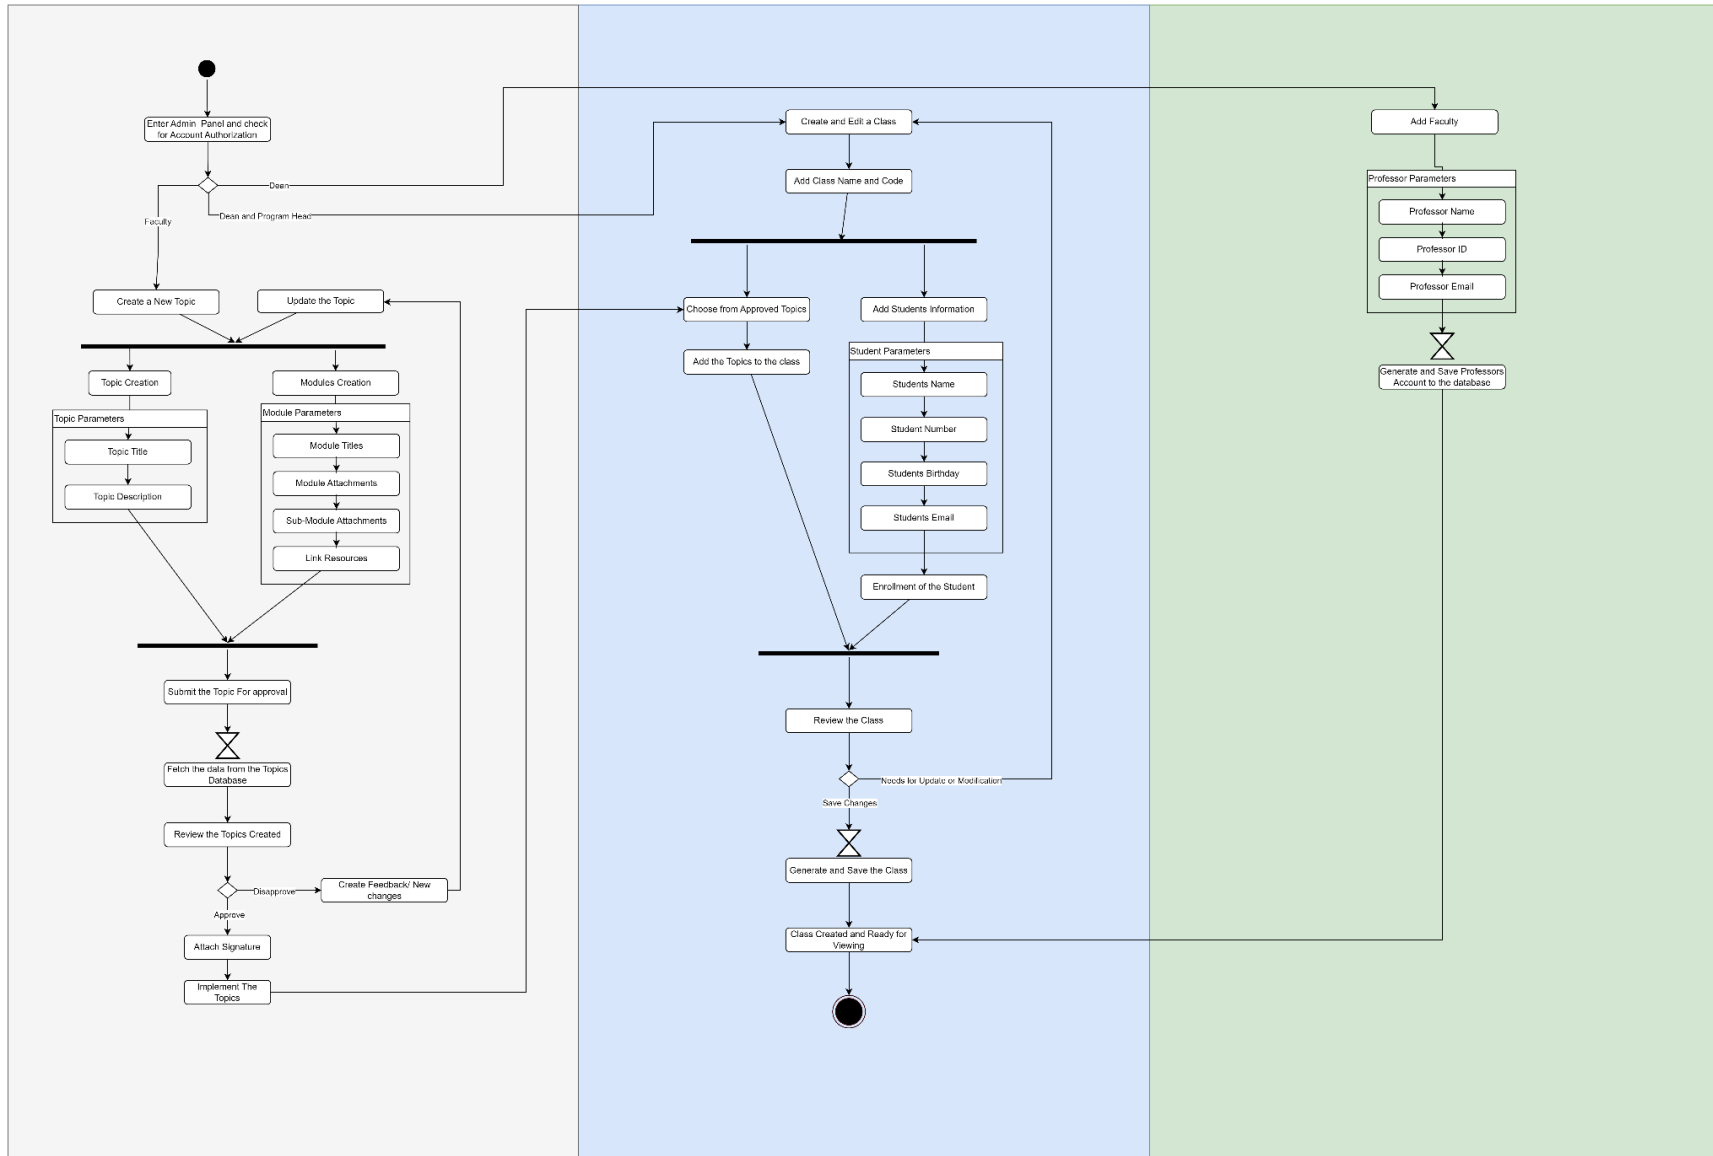 Enter Admin Panel and check
for Account Authorization
Dean
Dean and Program Head
Faculty
Create a New Topic
Update the Topic
Topic Creation
Modules Creation
Topic Parameters
Topic Title
Topic Description
Module Parameters
Module Titles
Module Attachments
Sub-Module Attachments
Link Resources
Submit the Topic For approval
Fetch the data from the Topics
Database
Review the Topics Created
Disapprove
Create Feedback/ New
changes
Approve
Attach Signature
Implement The
Topics
Create and Edit a Class
Add Class Name and Code
Choose from Approved Topics
Add the Topics to the class
Add Students Information
Student Parameters
Students Name
Student Number
Students Birthday
Students Email
Enrollment of the Student
Review the Class
Needs for Update or Modification
Save Changes
Generate and Save the Class
Class Created and Ready for
Viewing
Add Faculty
Professor Parameters
Professor Name
Professor ID
Professor Email
Generate and Save Professors
Account to the database